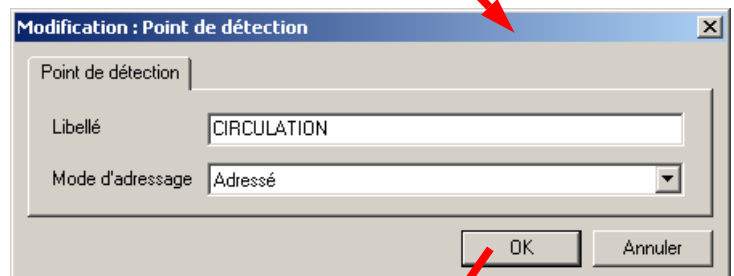 Modification : Point de détection
Point de détection
Libellé CIRCULATION
Mode d'adressage Adressé
OK Annuler